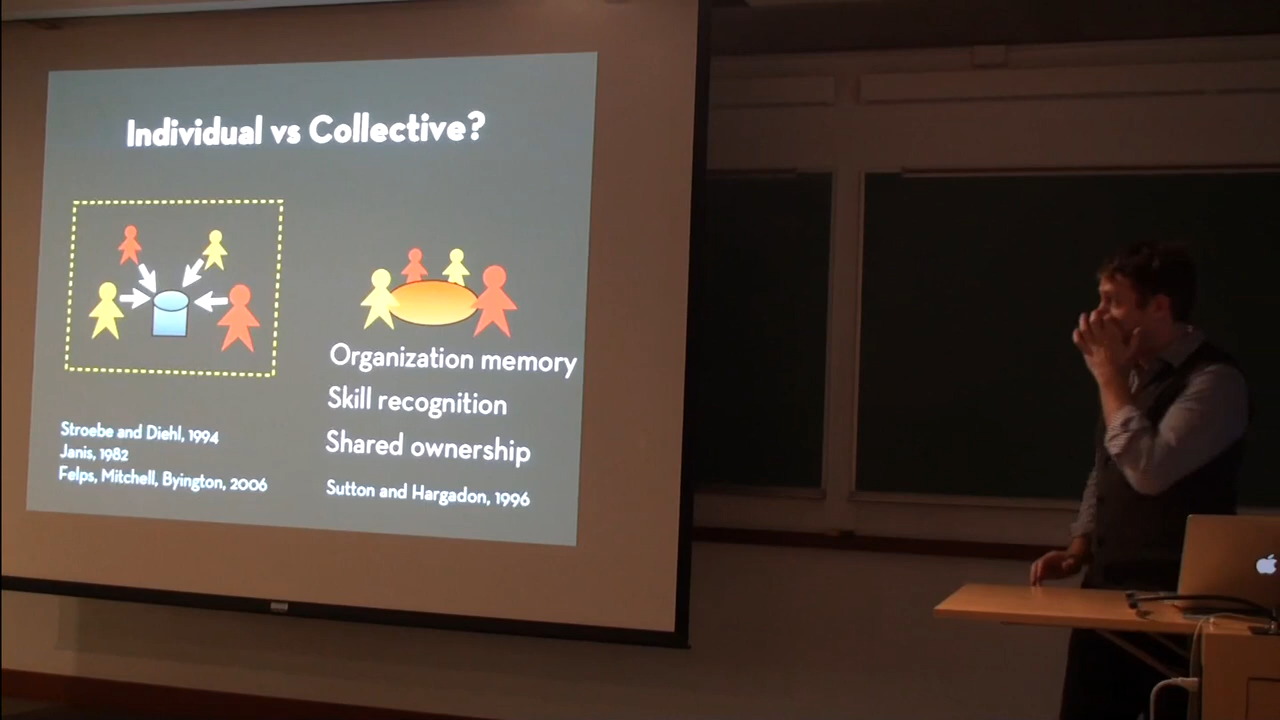 Individual vs Collective?
Stroebe and Diehl, 1994
Janis, 1982
Felps, Mitchell, Byington, 2006
Organization memory
Skill recognition
Shared ownership
Sutton and Hargadon, 1996